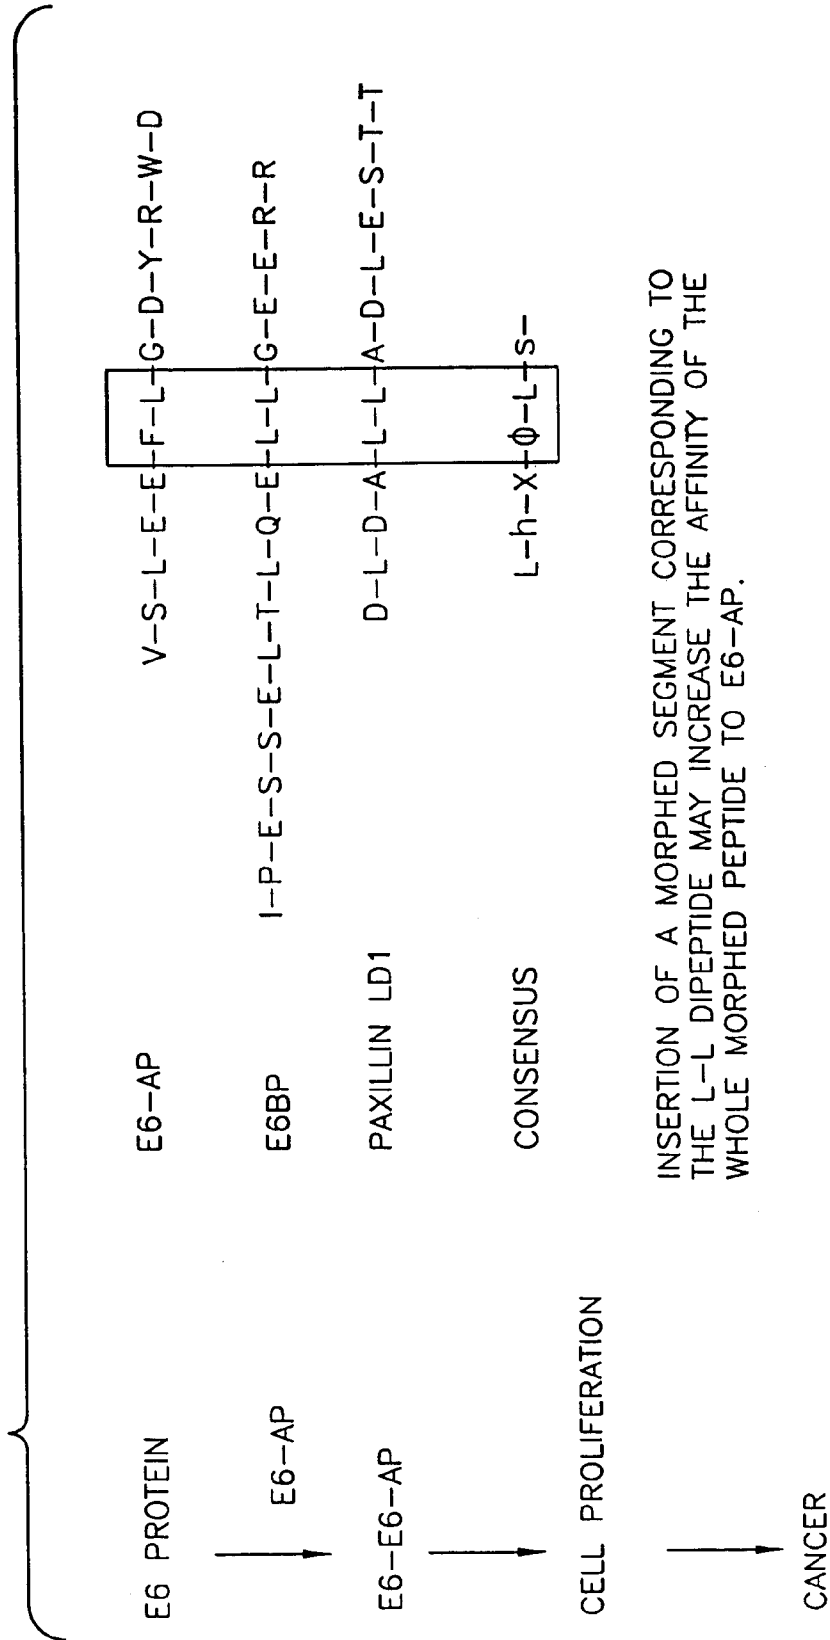 E6 PROTEIN
E6-AP
E6-E6-AP
CELL PROLIFERATION
CANCER
E6-AP V-S-L-E-E-F-L-G-D-Y-R-W-D
E6BP I-P-E-S-S-E-L-T-L-Q-E-L-L-G-E-E-R-R
PAXILLIN LD1 D-L-D-A-L-L-A-D-L-E-S-T-T
CONSENSUS L-h-X-Φ-L-s-
INSERTION OF A MORPHED SEGMENT CORRESPONDING TO
THE L-L DIPEPTIDE MAY INCREASE THE AFFINITY OF THE
WHOLE MORPHED PEPTIDE TO E6-AP.